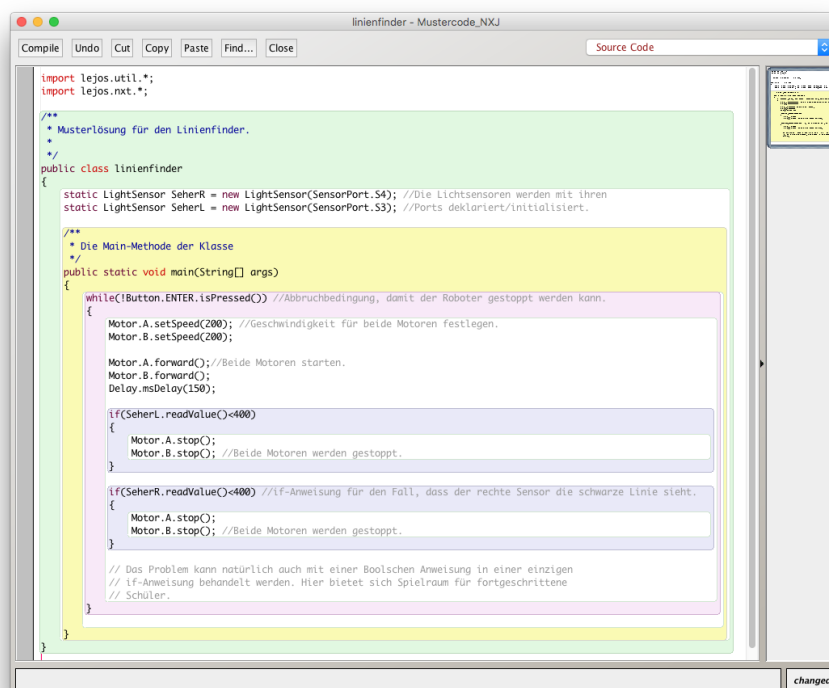 linienfinder - Mustercode_NXJ
Compile Undo Cut Copy Paste Find... Close Source Code
import lejos.util.*;
import lejos.nxt.*;
/**
* Musterlösung für den Linienfinder.
*
*/
public class linienfinder
{
static LightSensor SeherR = new LightSensor(SensorPort.S4); //Die Lichtsensoren werden mit ihren
static LightSensor SeherL = new LightSensor(SensorPort.S3); //Ports deklariert/initialisiert.
/**
* Die Main-Methode der Klasse
*/
public static void main(String[] args)
{
while(!Button.ENTER.isPressed()) //Abbruchbedingung, damit der Roboter gestoppt werden kann.
{
Motor.A.setSpeed(200); //Geschwindigkeit für beide Motoren festlegen.
Motor.B.setSpeed(200);
Motor.A.forward();//Beide Motoren starten.
Motor.B.forward();
Delay.msDelay(150);
if(SeherL.readValue()<400)
{
Motor.A.stop();
Motor.B.stop(); //Beide Motoren werden gestoppt.
}
if(SeherR.readValue()<400) //if-Anweisung für den Fall, dass der rechte Sensor die schwarze Linie sieht.
{
Motor.A.stop();
Motor.B.stop(); //Beide Motoren werden gestoppt.
}
// Das Problem kann natürlich auch mit einer Boolschen Anweisung in einer einzigen
// if-Anweisung behandelt werden. Hier bietet sich Spielraum für fortgeschrittene
// Schüler.
}
}
}
changed